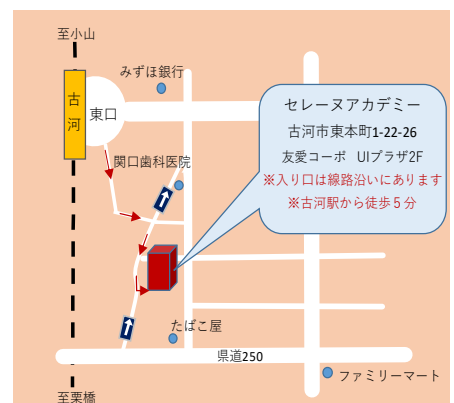 至小山
みずほ銀行
古河
東口
セレーヌアカデミー
古河市東本町1-22-26
友愛コーポ UIプラザ2F
※入り口は線路沿いにあります
※古河駅から徒歩５分
関口歯科医院
たばこ屋
県道250
ファミリーマート
至栗橋